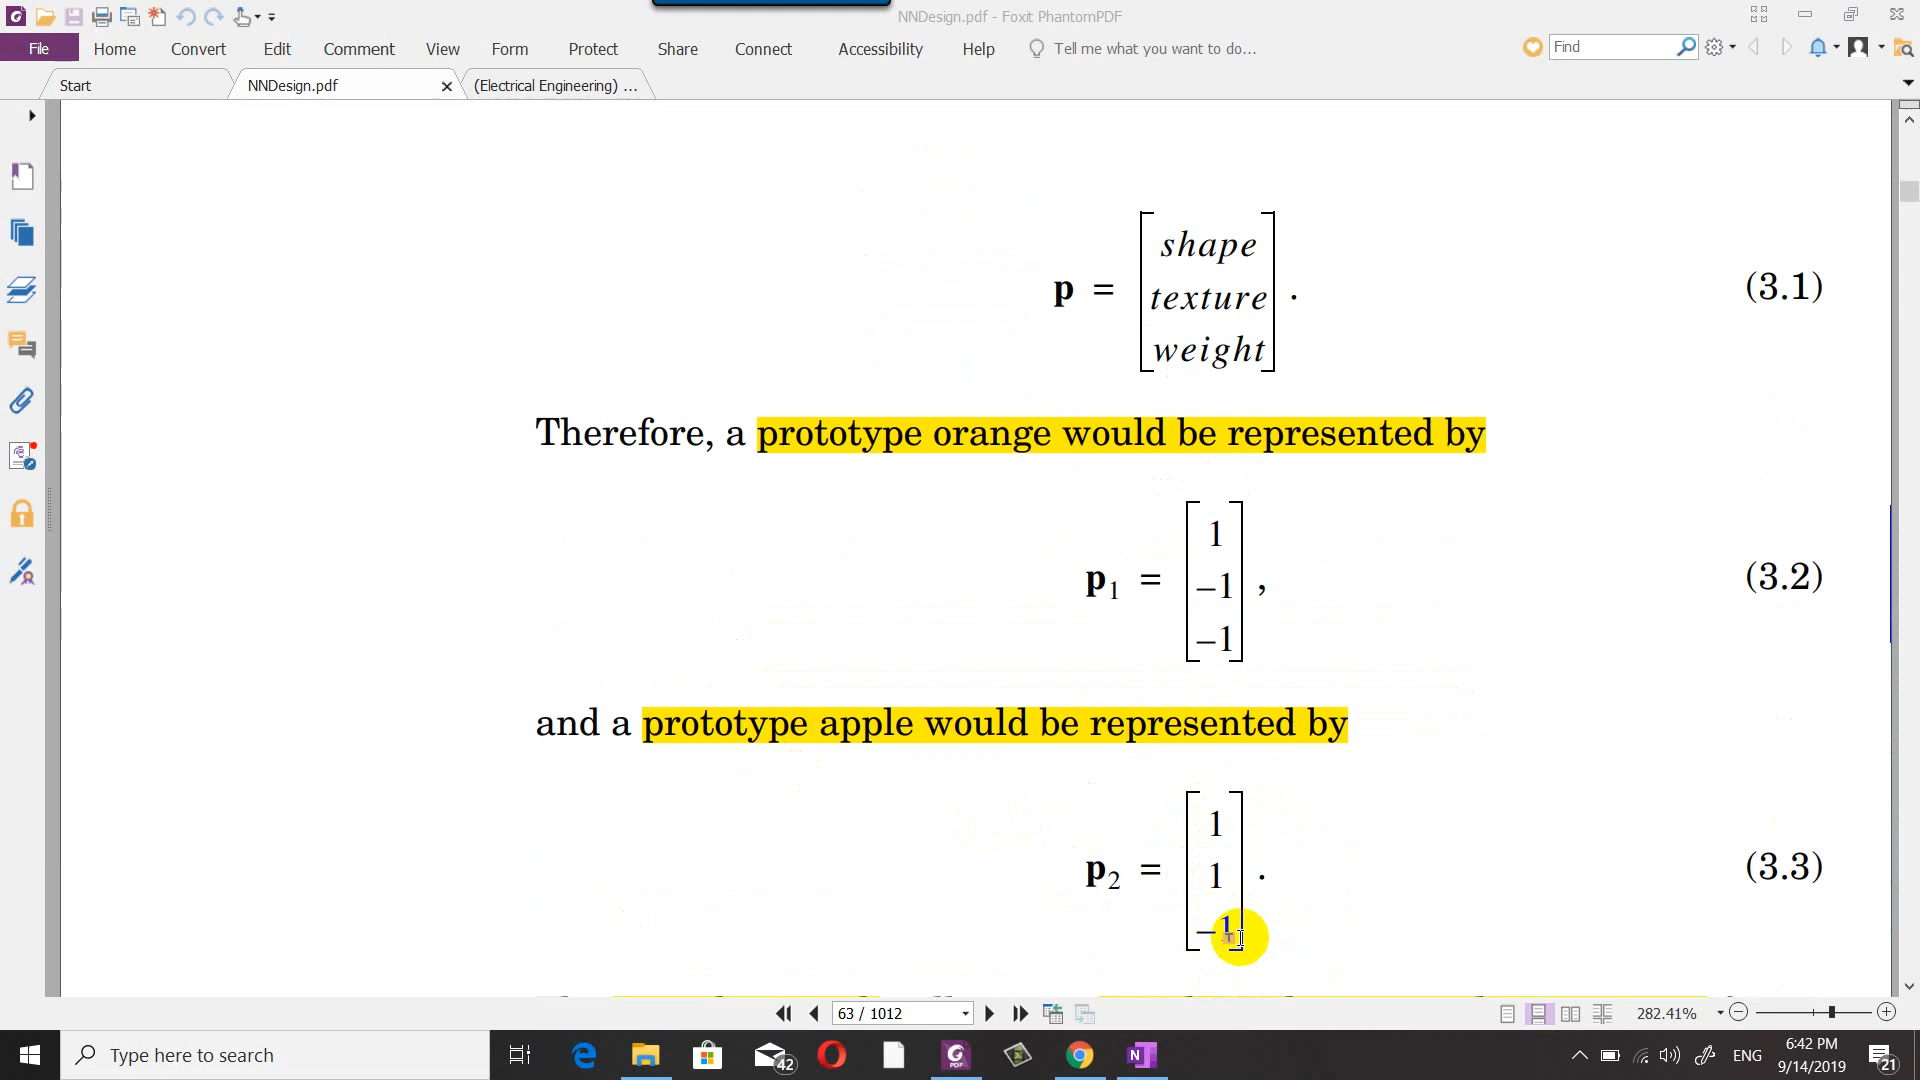 NNDesign.pdf - Foxit PhantomPDF
File Home Convert Edit Comment View Form Protect Share Connect Accessibility Help Tell me what you want to do... Find
Start NNDesign.pdf (Electrical Engineering) ...
p = [shape
texture
weight] . (3.1)
Therefore, a prototype orange would be represented by
p1 = [1
–1
–1] , (3.2)
and a prototype apple would be represented by
p2 = [1
1
–1] . (3.3)
63 / 1012 282.41%
Type here to search 42 PDF N ENG 6:42 PM
9/14/2019 21